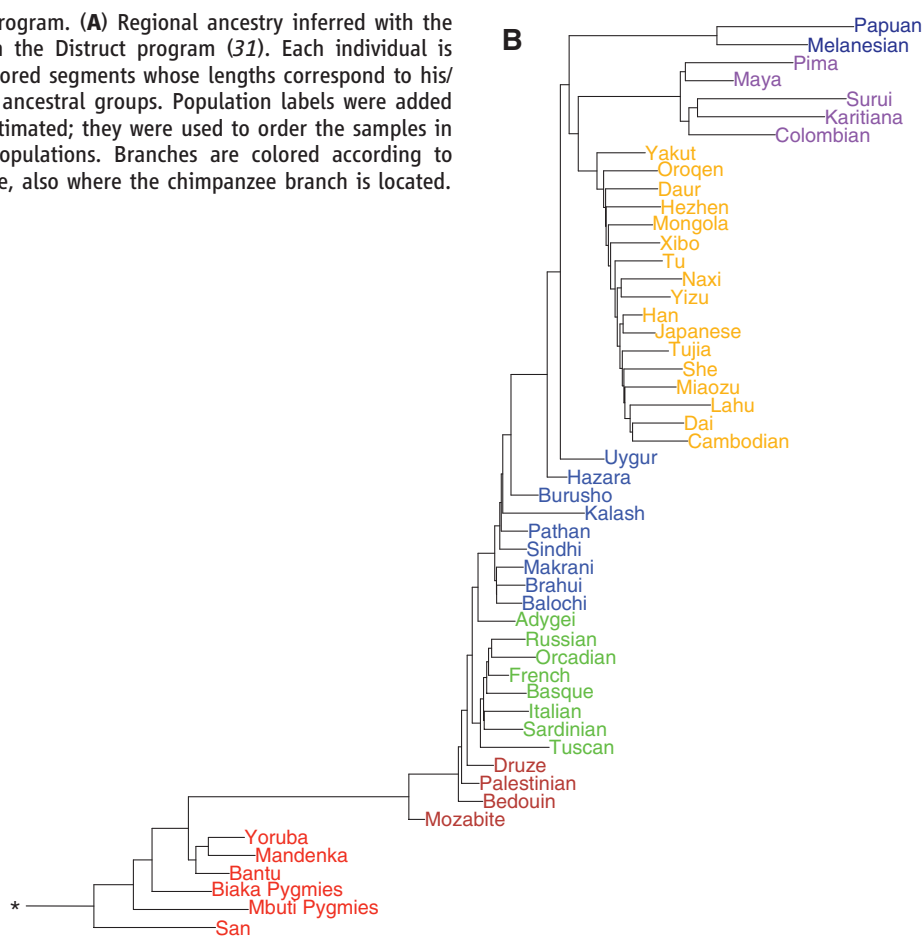 rogram. (A) Regional ancestry inferred with the
n the Distruct program (31). Each individual is
ored segments whose lengths correspond to his/
ancestral groups. Population labels were added
timated; they were used to order the samples in
opulations. Branches are colored according to
e, also where the chimpanzee branch is located.
B
Papuan
Melanesian
Pima
Maya
Surui
Karitiana
Colombian
Yakut
Oroqen
Daur
Hezhen
Mongola
Xibo
Tu
Naxi
Yizu
Han
Japanese
Tujia
She
Miaozu
Lahu
Dai
Cambodian
Uygur
Hazara
Burusho
Kalash
Pathan
Sindhi
Makrani
Brahui
Balochi
Adygei
Russian
Orcadian
French
Basque
Italian
Sardinian
Tuscan
Druze
Palestinian
Bedouin
Mozabite
Yoruba
Mandenka
Bantu
Biaka Pygmies
*
Mbuti Pygmies
San